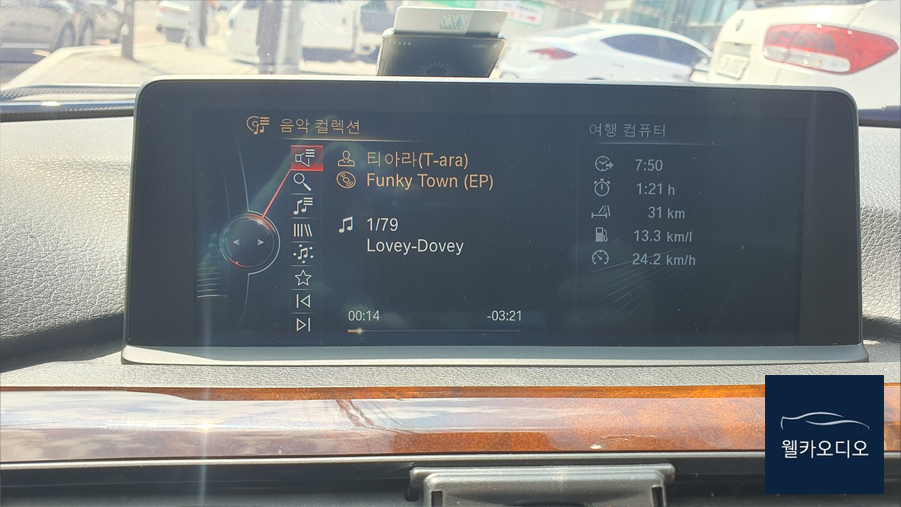 음악 컬렉션
티아라(T-ara)
Funky Town (EP)
1/79
Lovey-Dovey
00:14
-03:21
여행 컴퓨터
7:50
1:21 h
31 km
13.3 km/l
24.2 km/h
웰카오디오